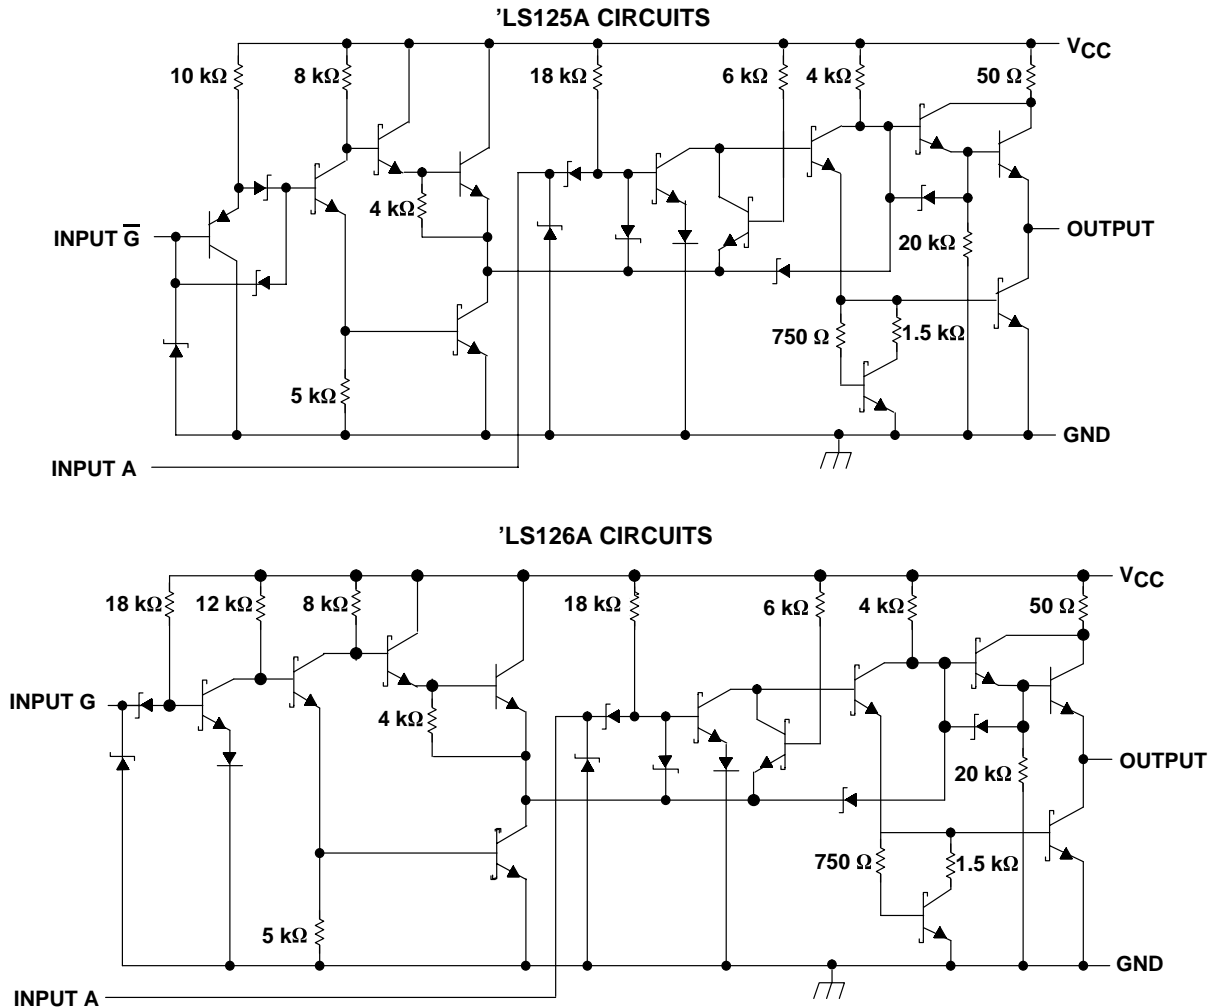 ’LS125A CIRCUITS
VCC
10 kΩ 8 kΩ 18 kΩ 6 kΩ 4 kΩ 50 Ω
4 kΩ
INPUT G̅
OUTPUT
20 kΩ
750 Ω 1.5 kΩ
5 kΩ
GND
INPUT A
’LS126A CIRCUITS
VCC
18 kΩ 12 kΩ 8 kΩ 18 kΩ 6 kΩ 4 kΩ 50 Ω
INPUT G
4 kΩ
OUTPUT
20 kΩ
750 Ω 1.5 kΩ
5 kΩ
GND
INPUT A